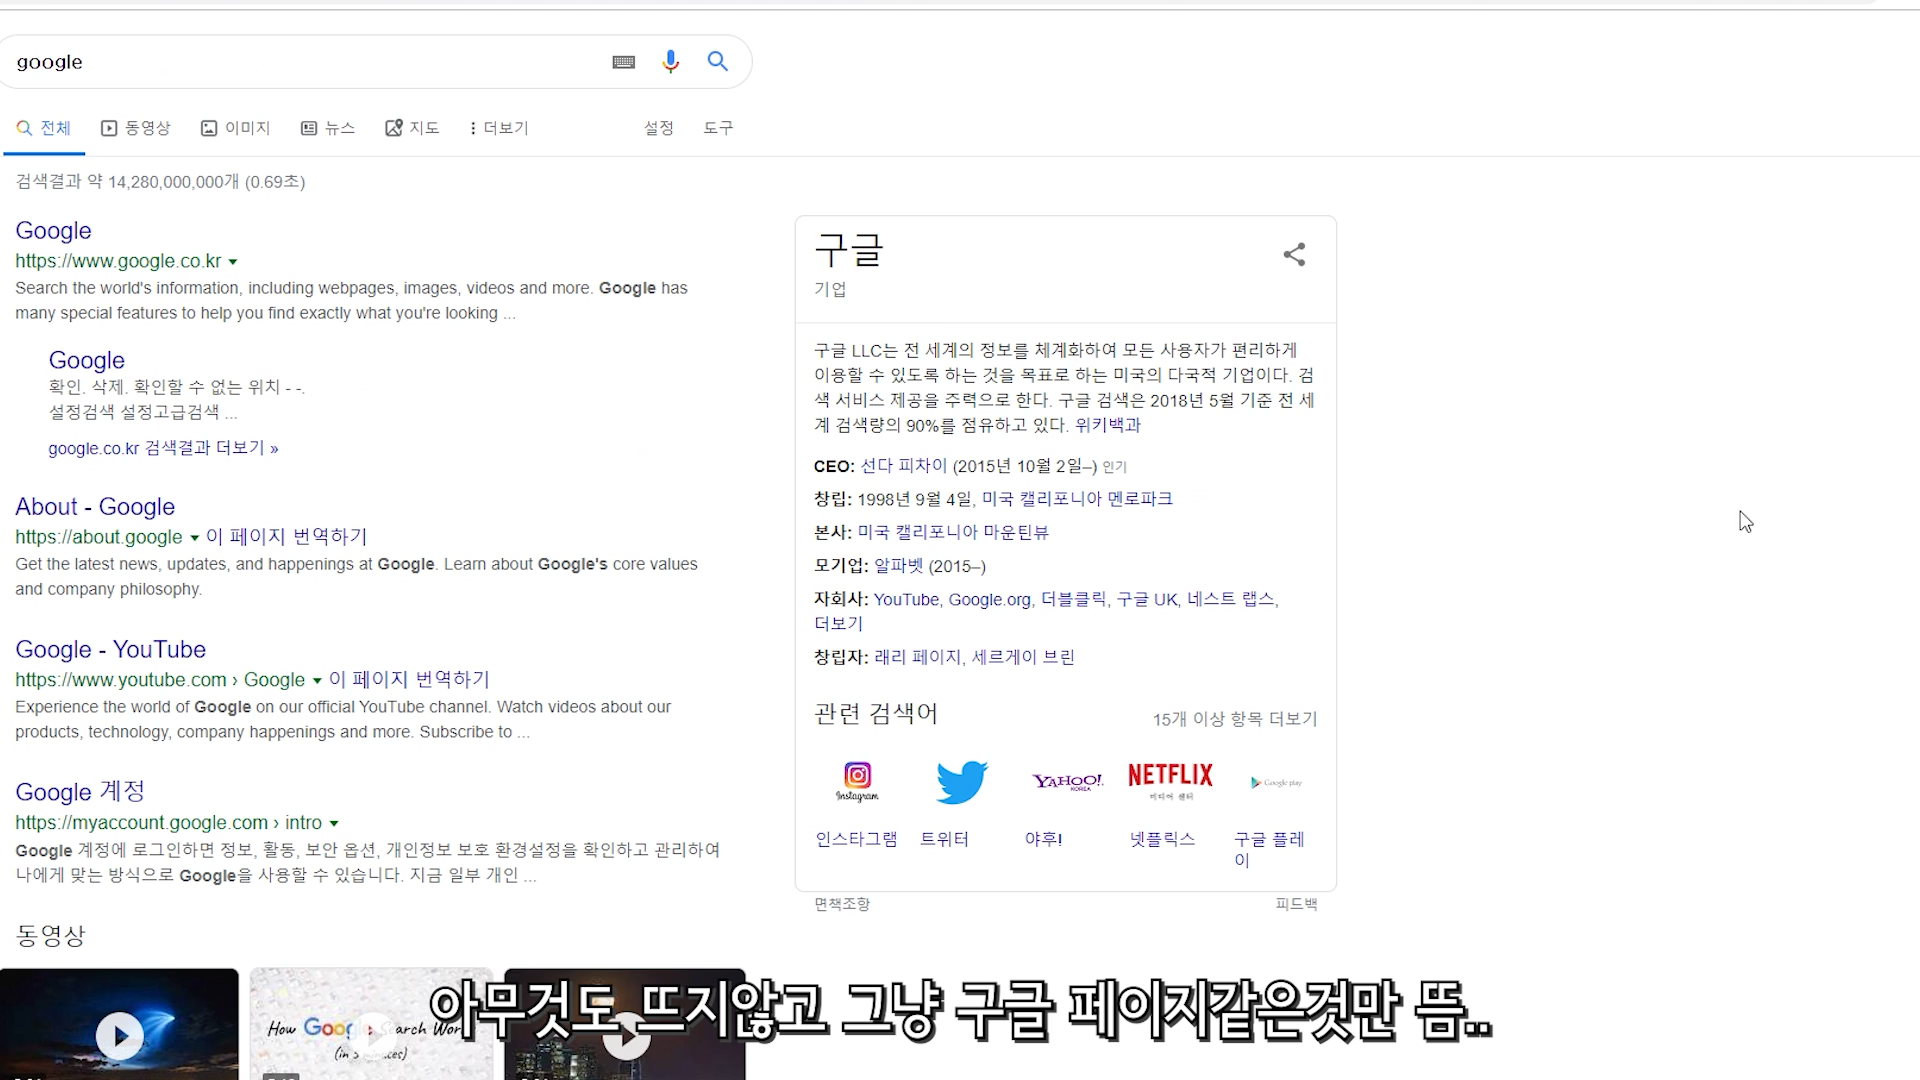 google
전체 동영상 이미지 뉴스 지도 더보기 설정 도구
검색결과 약 14,280,000,000개 (0.69초)
Google
https://www.google.co.kr
Search the world's information, including webpages, images, videos and more. Google has
many special features to help you find exactly what you're looking ...
Google
확인. 삭제. 확인할 수 없는 위치 - -.
설정검색 설정고급검색 ...
google.co.kr 검색결과 더보기 »
About - Google
https://about.google 이 페이지 번역하기
Get the latest news, updates, and happenings at Google. Learn about Google's core values
and company philosophy.
Google - YouTube
https://www.youtube.com › Google 이 페이지 번역하기
Experience the world of Google on our official YouTube channel. Watch videos about our
products, technology, company happenings and more. Subscribe to ...
Google 계정
https://myaccount.google.com › intro
Google 계정에 로그인하면 정보, 활동, 보안 옵션, 개인정보 보호 환경설정을 확인하고 관리하여
나에게 맞는 방식으로 Google을 사용할 수 있습니다. 지금 일부 개인 ...
동영상
How Google Search Wor
(in 5
구글
기업
구글 LLC는 전 세계의 정보를 체계화하여 모든 사용자가 편리하게
이용할 수 있도록 하는 것을 목표로 하는 미국의 다국적 기업이다. 검
색 서비스 제공을 주력으로 한다. 구글 검색은 2018년 5월 기준 전 세
계 검색량의 90%를 점유하고 있다. 위키백과
CEO: 선다 피차이 (2015년 10월 2일–) 인기
창립: 1998년 9월 4일, 미국 캘리포니아 멘로파크
본사: 미국 캘리포니아 마운틴뷰
모기업: 알파벳 (2015–)
자회사: YouTube, Google.org, 더블클릭, 구글 UK, 네스트 랩스,
더보기
창립자: 래리 페이지, 세르게이 브린
관련 검색어 15개 이상 항목 더보기
Instagram YAHOO! KOREA NETFLIX 미디어 센터 Google play
인스타그램 트위터 야후! 넷플릭스 구글 플레
이
면책조항 피드백
아무것도 뜨지않고 그냥 구글 페이지같은것만 뜸..